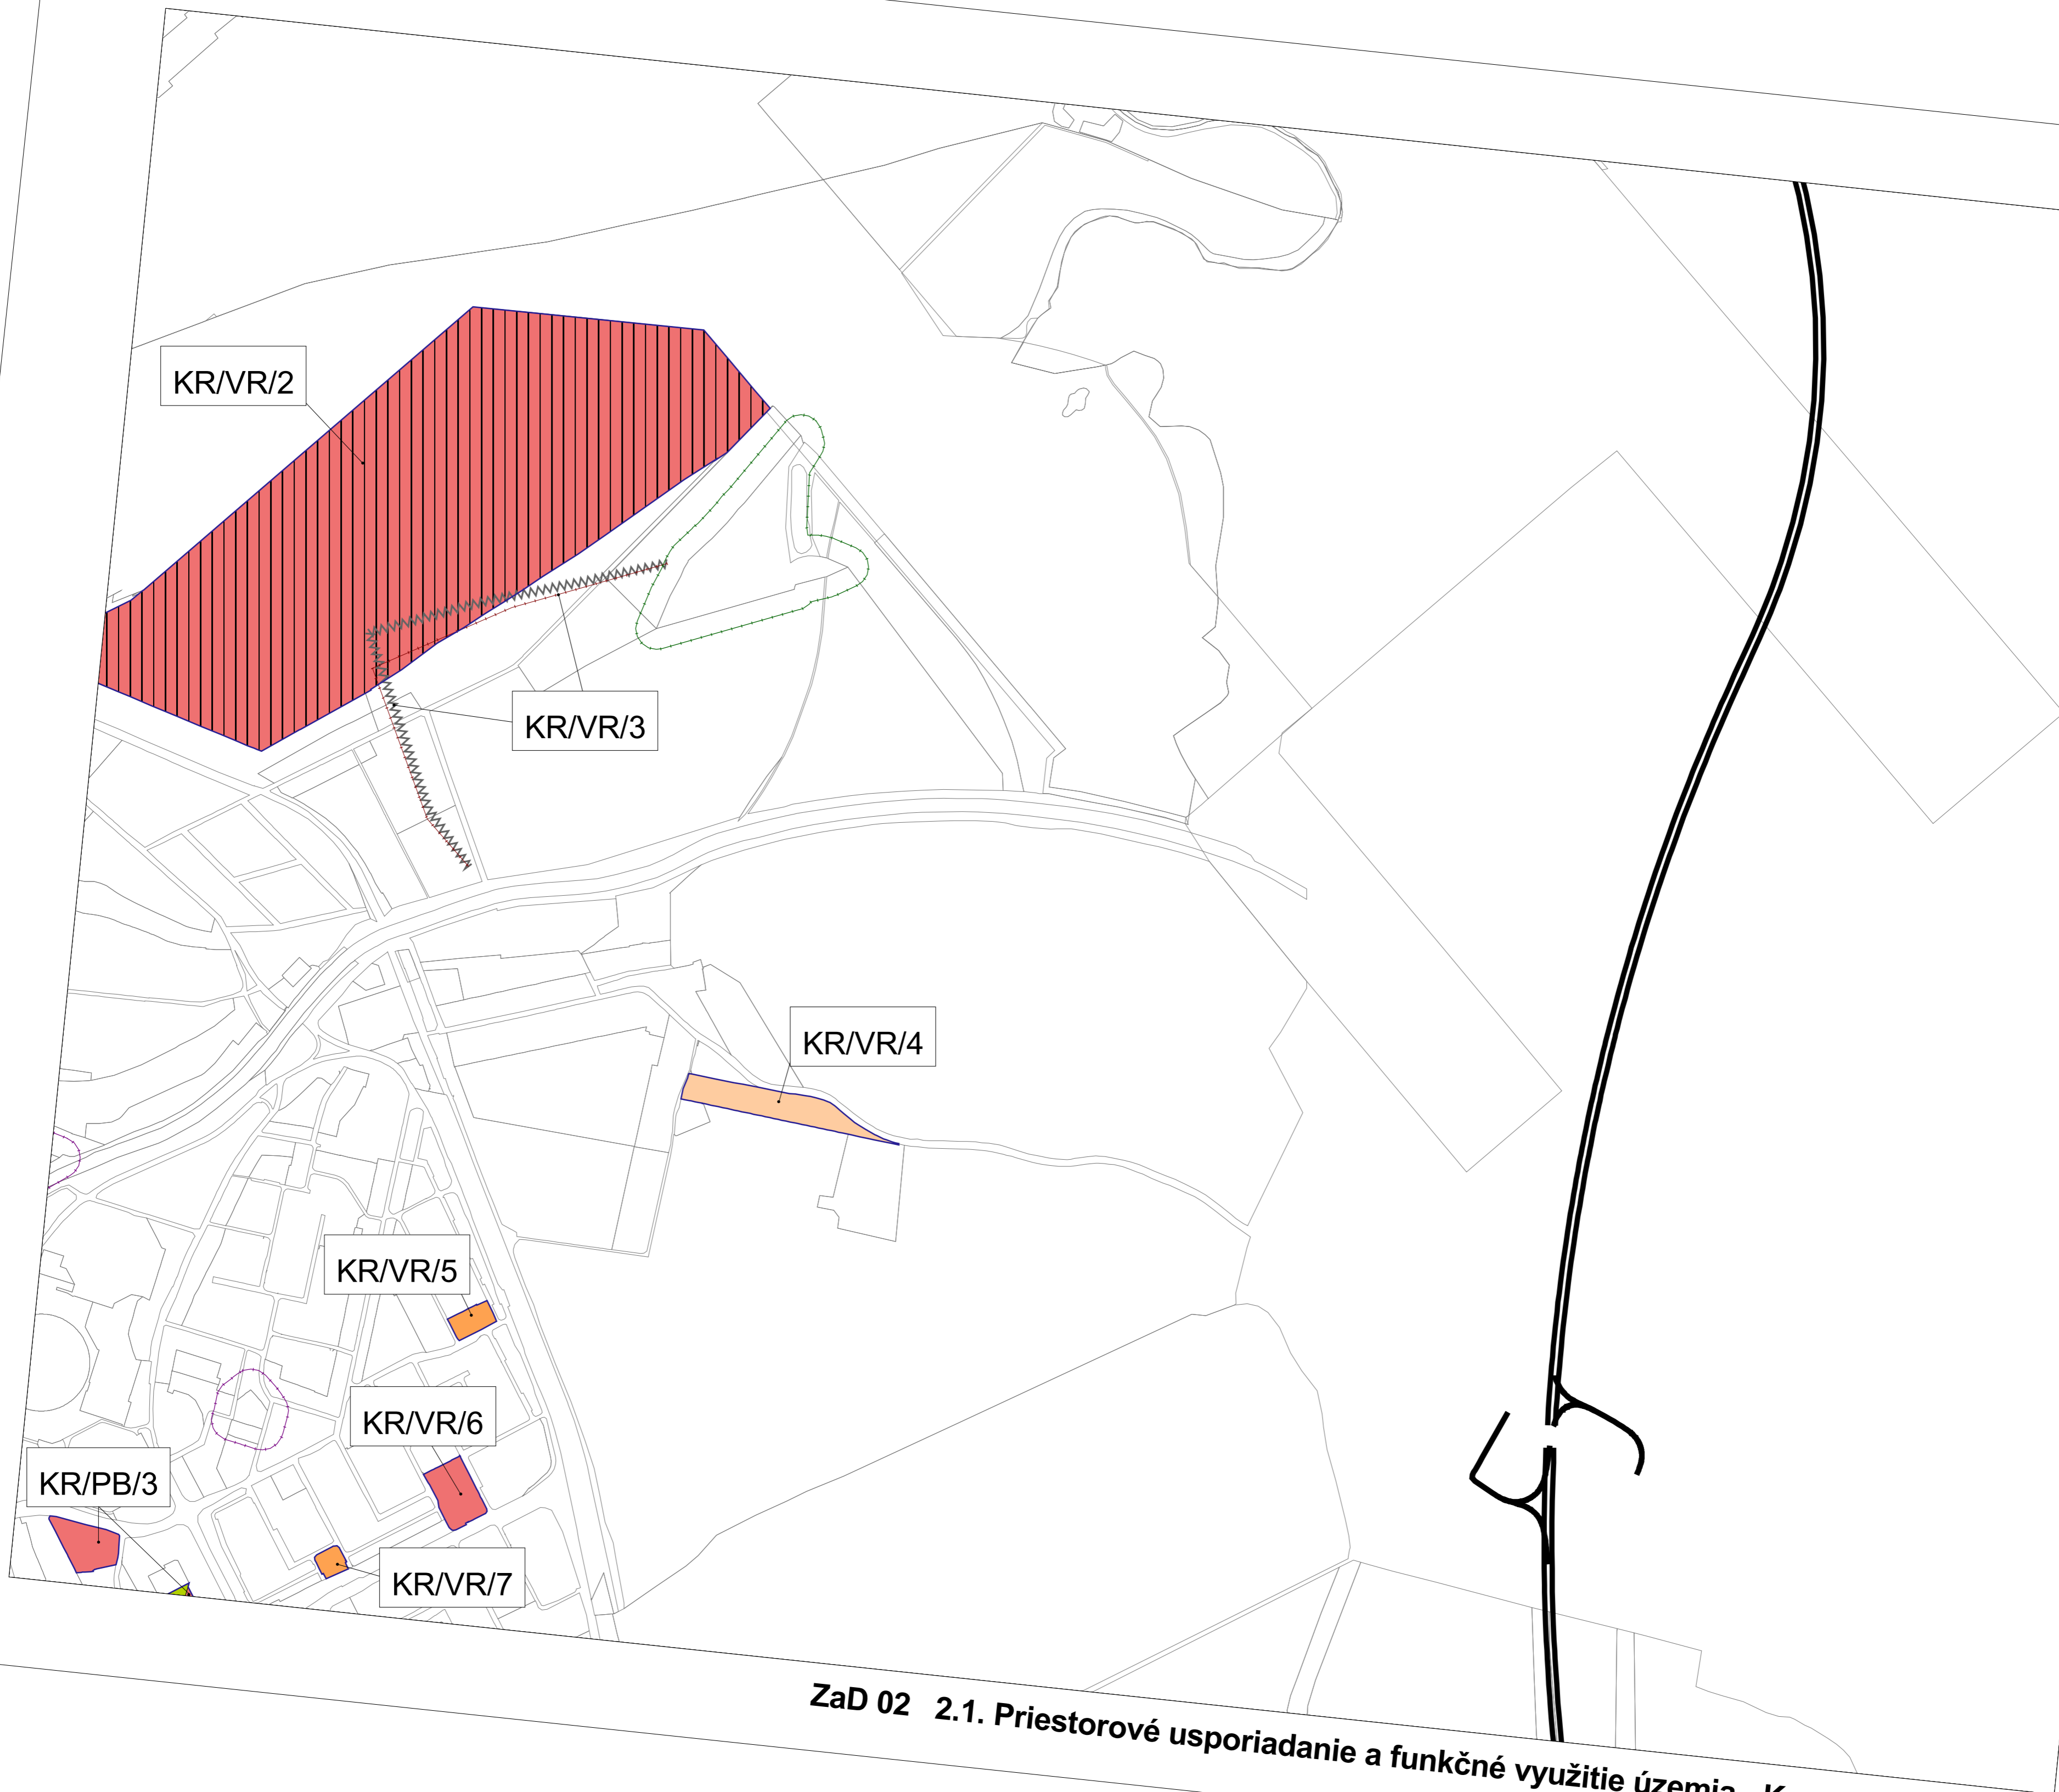 KR/VR/2
KR/VR/3
KR/VR/4
KR/VR/5
KR/VR/6
KR/PB/3
KR/VR/7
ZaD 02 2.1. Priestorové usporiadanie a funkčné využitie územia